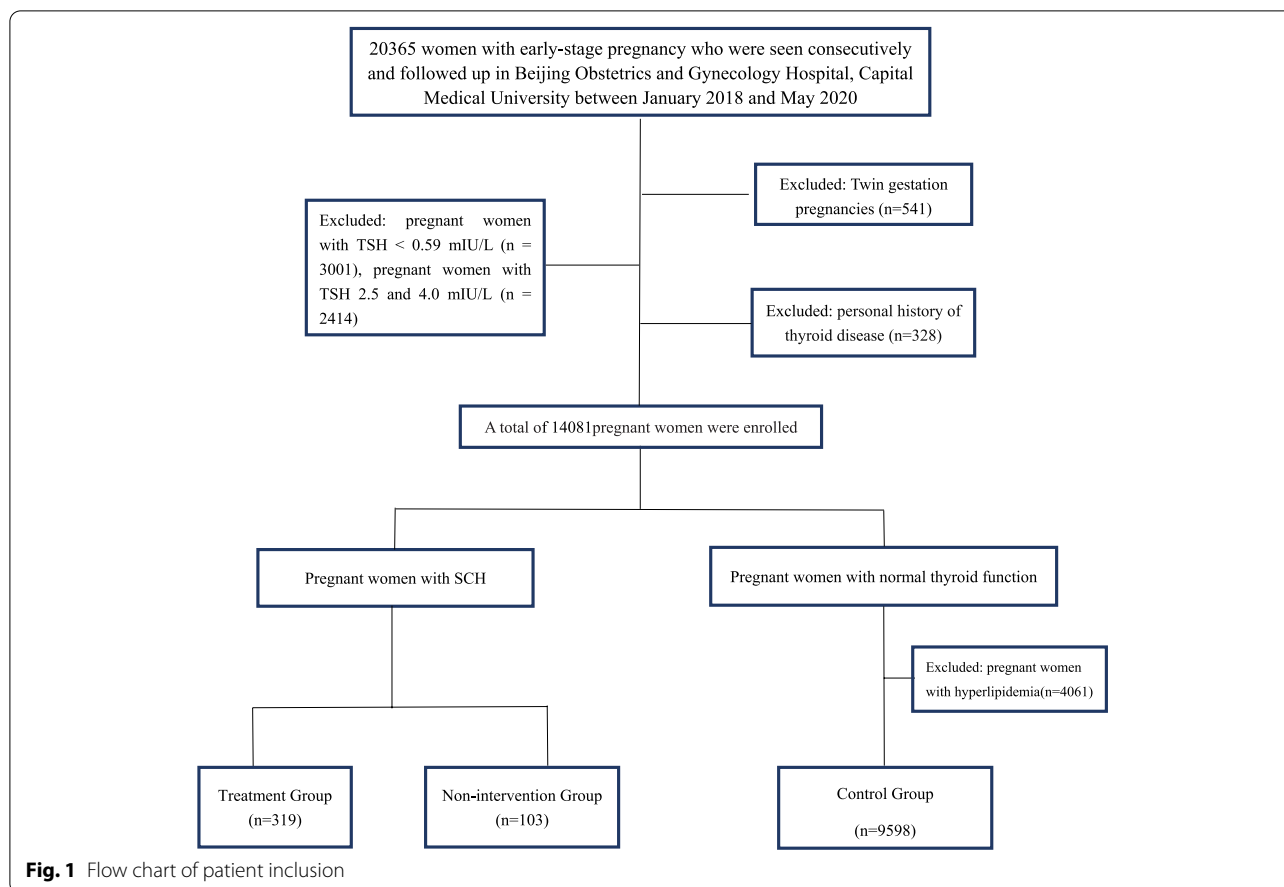 20365 women with early-stage pregnancy who were seen consecutively
and followed up in Beijing Obstetrics and Gynecology Hospital, Capital
Medical University between January 2018 and May 2020
Excluded: Twin gestation
pregnancies (n=541)
Excluded: pregnant women
with TSH < 0.59 mIU/L (n =
3001), pregnant women with
TSH 2.5 and 4.0 mIU/L (n =
2414)
Excluded: personal history of
thyroid disease (n=328)
A total of 14081pregnant women were enrolled
Pregnant women with SCH
Pregnant women with normal thyroid function
Excluded: pregnant women
with hyperlipidemia(n=4061)
Treatment Group
(n=319)
Non-intervention Group
(n=103)
Control Group
(n=9598)
Fig. 1 Flow chart of patient inclusion